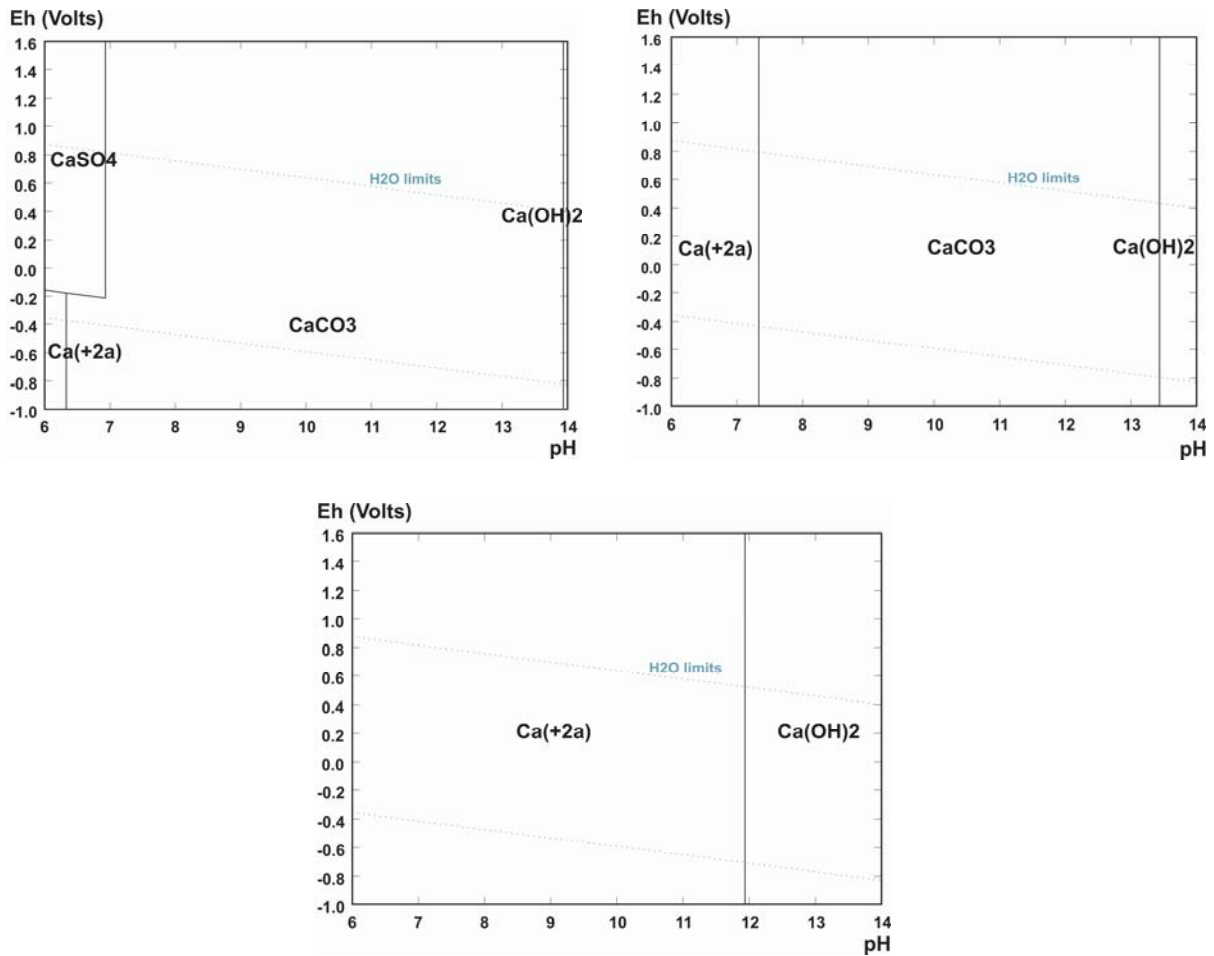 Eh (Volts)
1.6
1.4
1.2
1.0
0.8
0.6
0.4
0.2
0.0
-0.2
-0.4
-0.6
-0.8
-1.0
CaSO4
H2O limits
Ca(OH)2
CaCO3
Ca(+2a)
6 7 8 9 10 11 12 13 14
pH
Eh (Volts)
1.6
1.4
1.2
1.0
0.8
0.6
0.4
0.2
0.0
-0.2
-0.4
-0.6
-0.8
-1.0
H2O limits
Ca(+2a) CaCO3 Ca(OH)2
6 7 8 9 10 11 12 13 14
pH
Eh (Volts)
1.6
1.4
1.2
1.0
0.8
0.6
0.4
0.2
0.0
-0.2
-0.4
-0.6
-0.8
-1.0
H2O limits
Ca(+2a) Ca(OH)2
6 7 8 9 10 11 12 13 14
pH